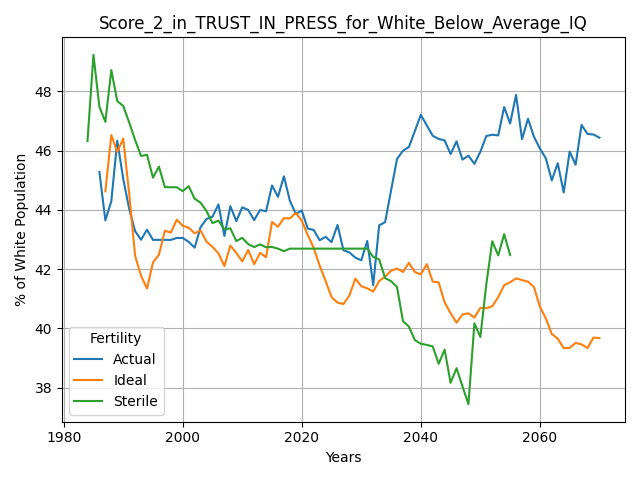 Score_2_in_TRUST_IN_PRESS_for_White_Below_Average_IQ
% of White Population
48
46
44
42
40
38
Fertility
Actual
Ideal
Sterile
1980
2000
2020
2040
2060
Years